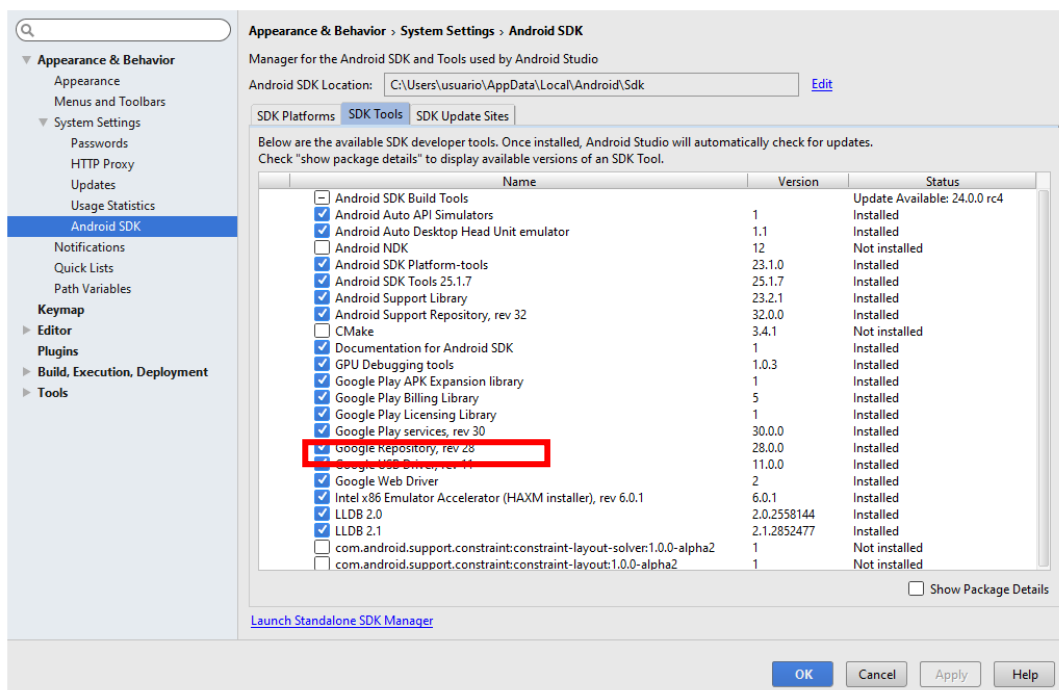 Appearance & Behavior
Appearance
Menus and Toolbars
System Settings
Passwords
HTTP Proxy
Updates
Usage Statistics
Android SDK
Notifications
Quick Lists
Path Variables
Keymap
Editor
Plugins
Build, Execution, Deployment
Tools
Appearance & Behavior › System Settings › Android SDK
Manager for the Android SDK and Tools used by Android Studio
Android SDK Location: C:\Users\usuario\AppData\Local\Android\Sdk Edit
SDK Platforms SDK Tools SDK Update Sites
Below are the available SDK developer tools. Once installed, Android Studio will automatically check for updates.
Check "show package details" to display available versions of an SDK Tool.
Name Version Status
Android SDK Build Tools Update Available: 24.0.0 rc4
Android Auto API Simulators 1 Installed
Android Auto Desktop Head Unit emulator 1.1 Installed
Android NDK 12 Not installed
Android SDK Platform-tools 23.1.0 Installed
Android SDK Tools 25.1.7 25.1.7 Installed
Android Support Library 23.2.1 Installed
Android Support Repository, rev 32 32.0.0 Installed
CMake 3.4.1 Not installed
Documentation for Android SDK 1 Installed
GPU Debugging tools 1.0.3 Installed
Google Play APK Expansion library 1 Installed
Google Play Billing Library 5 Installed
Google Play Licensing Library 1 Installed
Google Play services, rev 30 30.0.0 Installed
Google Repository, rev 28 28.0.0 Installed
Google USB Driver, rev 11 11.0.0 Installed
Google Web Driver 2 Installed
Intel x86 Emulator Accelerator (HAXM installer), rev 6.0.1 6.0.1 Installed
LLDB 2.0 2.0.2558144 Installed
LLDB 2.1 2.1.2852477 Installed
com.android.support.constraint:constraint-layout-solver:1.0.0-alpha2 1 Not installed
com.android.support.constraint:constraint-layout:1.0.0-alpha2 1 Not installed
Show Package Details
Launch Standalone SDK Manager
OK Cancel Apply Help